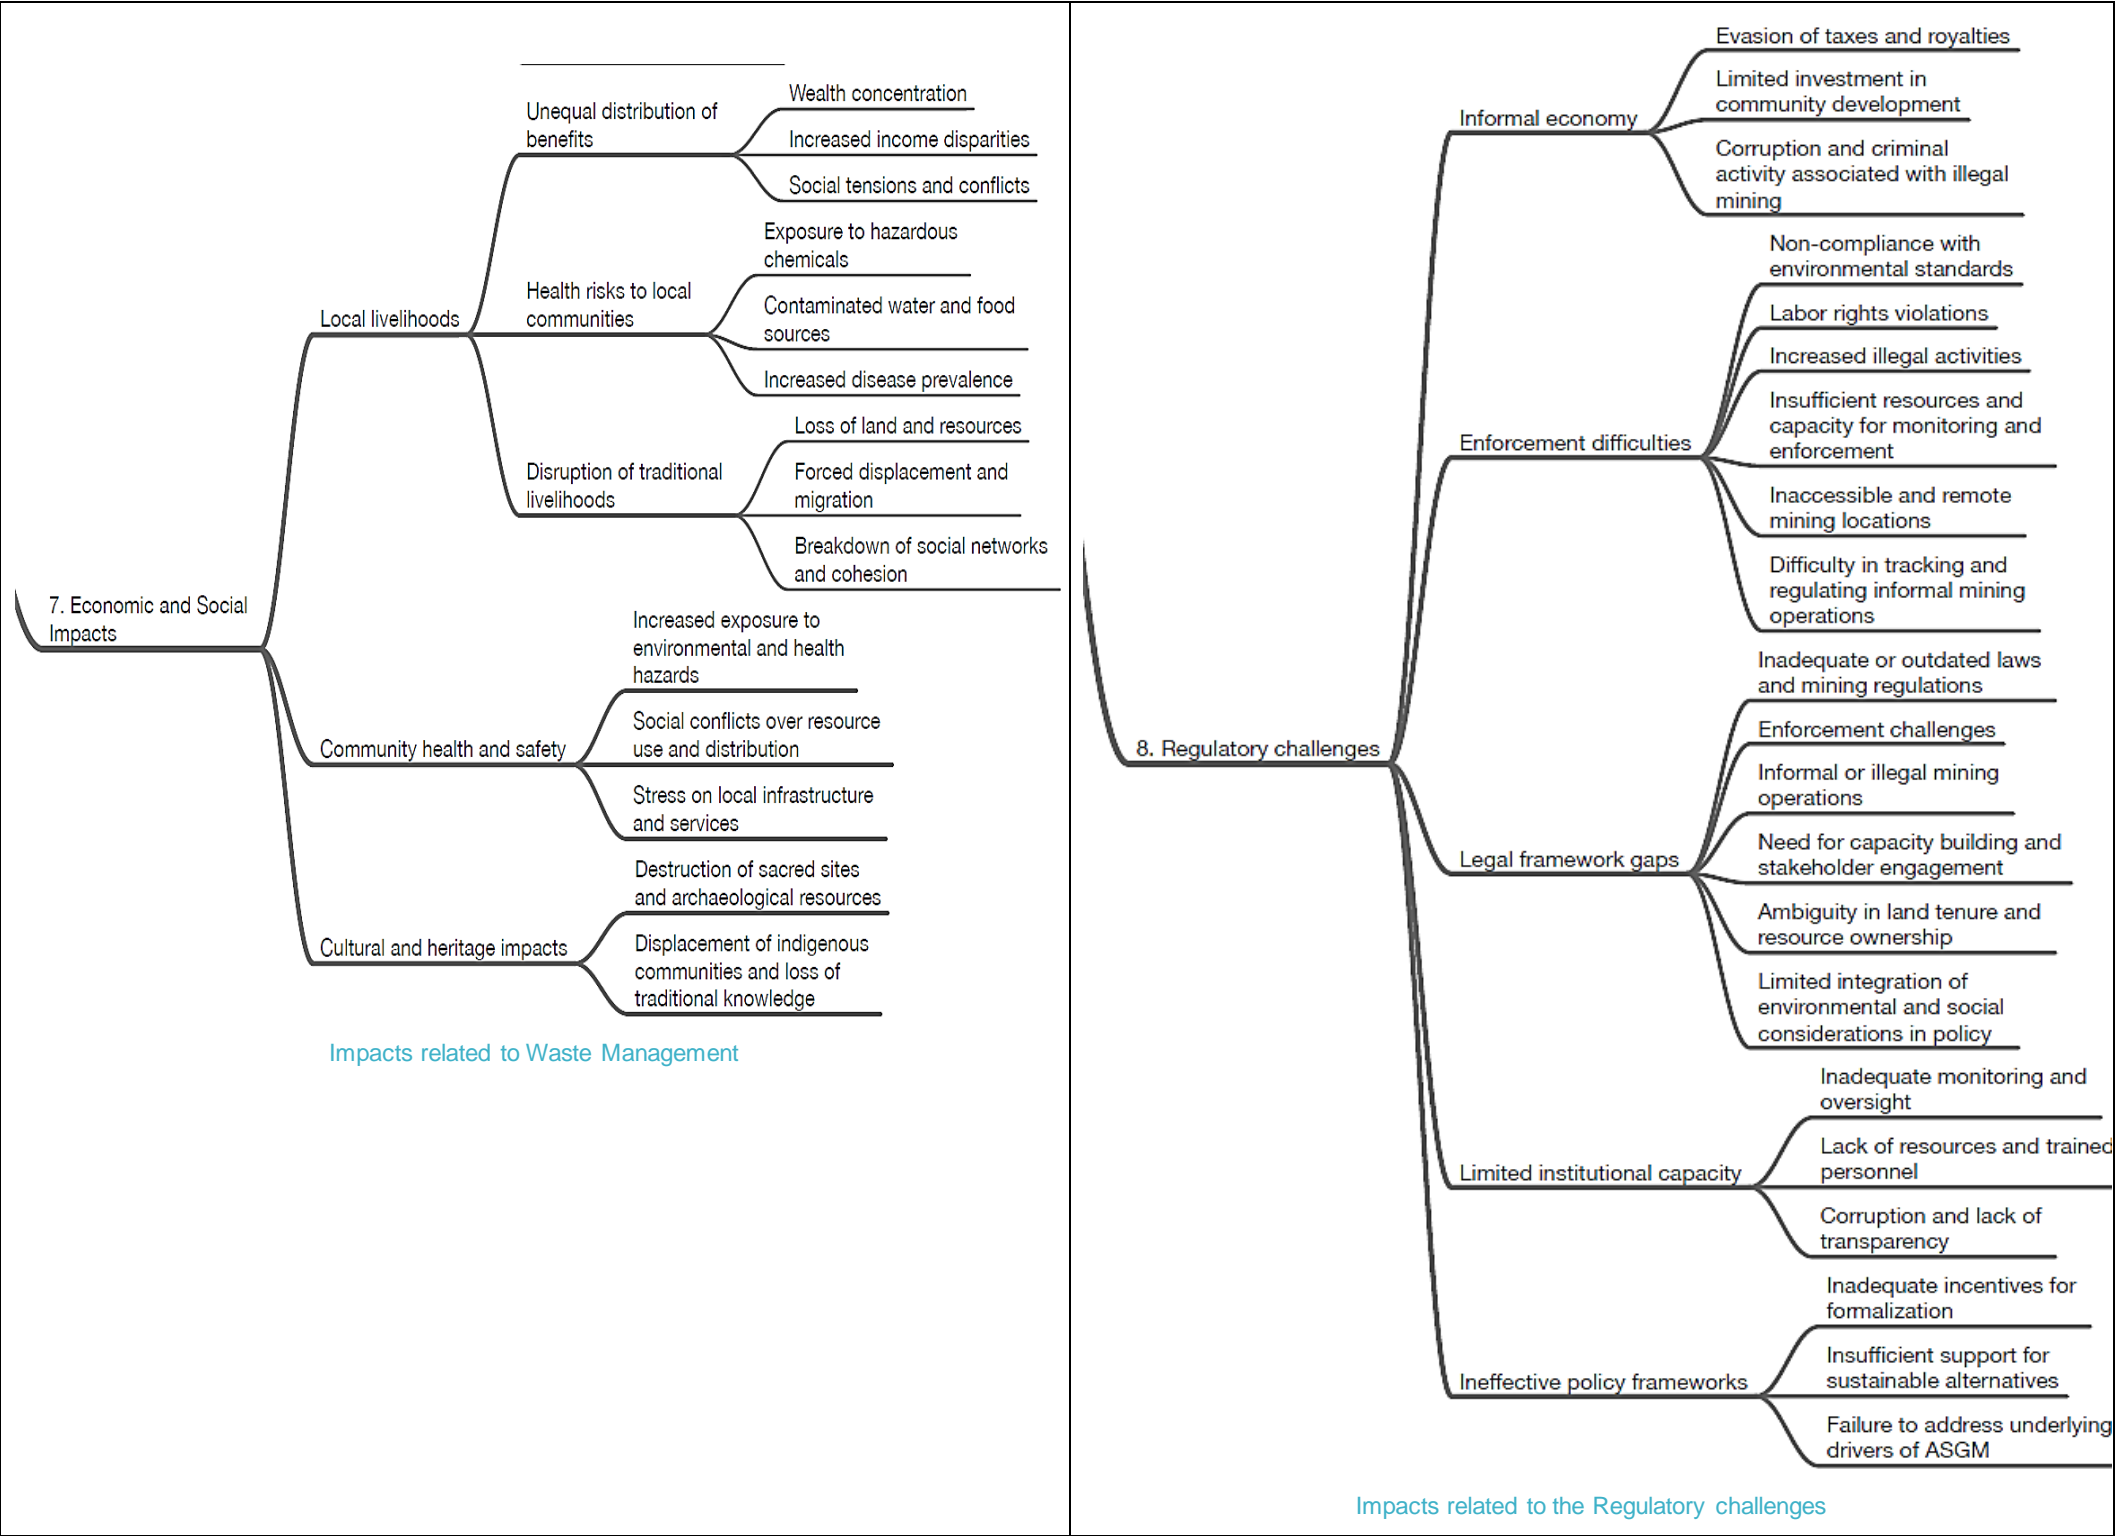 Unequal distribution of
benefits
Wealth concentration
Increased income disparities
Social tensions and conflicts
Local livelihoods
Health risks to local
communities
Exposure to hazardous
chemicals
Contaminated water and food
sources
Increased disease prevalence
Disruption of traditional
livelihoods
Loss of land and resources
Forced displacement and
migration
Breakdown of social networks
and cohesion
7. Economic and Social
Impacts
Community health and safety
Increased exposure to
environmental and health
hazards
Social conflicts over resource
use and distribution
Stress on local infrastructure
and services
Cultural and heritage impacts
Destruction of sacred sites
and archaeological resources
Displacement of indigenous
communities and loss of
traditional knowledge
Impacts related to Waste Management
8. Regulatory challenges
Informal economy
Evasion of taxes and royalties
Limited investment in
community development
Corruption and criminal
activity associated with illegal
mining
Enforcement difficulties
Non-compliance with
environmental standards
Labor rights violations
Increased illegal activities
Insufficient resources and
capacity for monitoring and
enforcement
Inaccessible and remote
mining locations
Difficulty in tracking and
regulating informal mining
operations
Legal framework gaps
Inadequate or outdated laws
and mining regulations
Enforcement challenges
Informal or illegal mining
operations
Need for capacity building and
stakeholder engagement
Ambiguity in land tenure and
resource ownership
Limited integration of
environmental and social
considerations in policy
Limited institutional capacity
Inadequate monitoring and
oversight
Lack of resources and trained
personnel
Corruption and lack of
transparency
Ineffective policy frameworks
Inadequate incentives for
formalization
Insufficient support for
sustainable alternatives
Failure to address underlying
drivers of ASGM
Impacts related to the Regulatory challenges